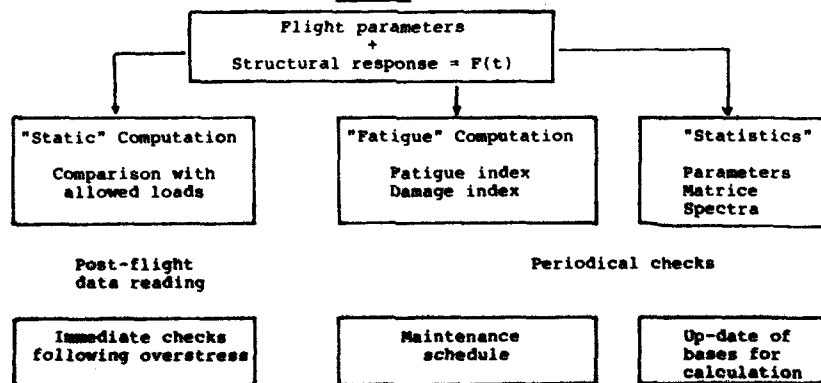 Flight parameters
+
Structural response = F(t)
"Static" Computation
Comparison with
allowed loads
"Fatigue" Computation
Fatigue index
Damage index
"Statistics"
Parameters
Matrice
Spectra
Post-flight
data reading
Periodical checks
Immediate checks
following overstress
Maintenance
schedule
Up-date of
bases for
calculation